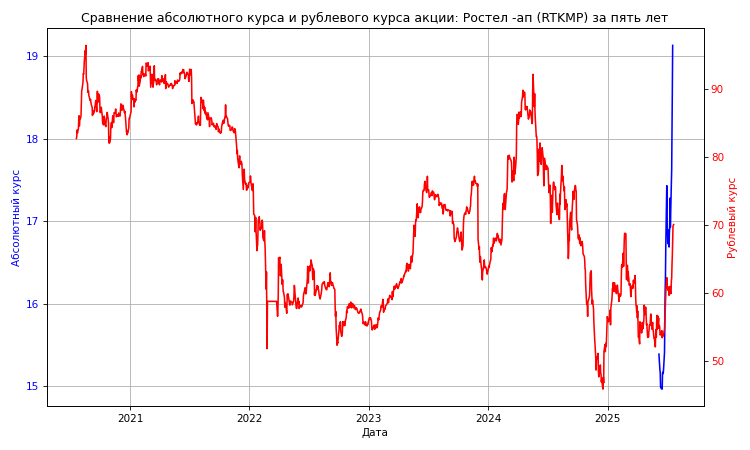 Сравнение абсолютного курса и рублевого курса акции: Ростел -ап (RTKMP) за пять лет
Абсолютный курс
19
18
17
16
15
90
80
70
60
50
Рублевый курс
2021 2022 2023 2024 2025
Дата